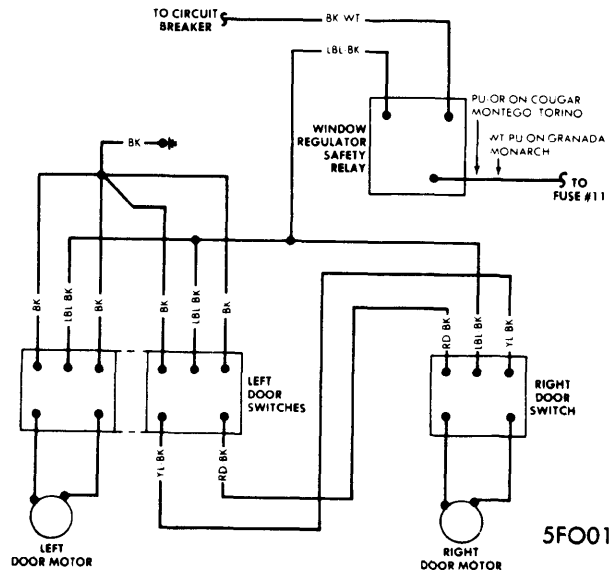 TO CIRCUIT
BREAKER
BK WT
LBL-BK
PU-OR ON COUGAR
MONTEGO TORINO
WT PU ON GRANADA
MONARCH
WINDOW
REGULATOR
SAFETY
RELAY
TO
FUSE #11
BK
BK
LBL BK
BK
BK
LBL BK
BK
RD BK
LBL BK
YL BK
LEFT
DOOR
SWITCHES
RIGHT
DOOR
SWITCH
YL BK
RD BK
LEFT
DOOR MOTOR
RIGHT
DOOR MOTOR
5FO01